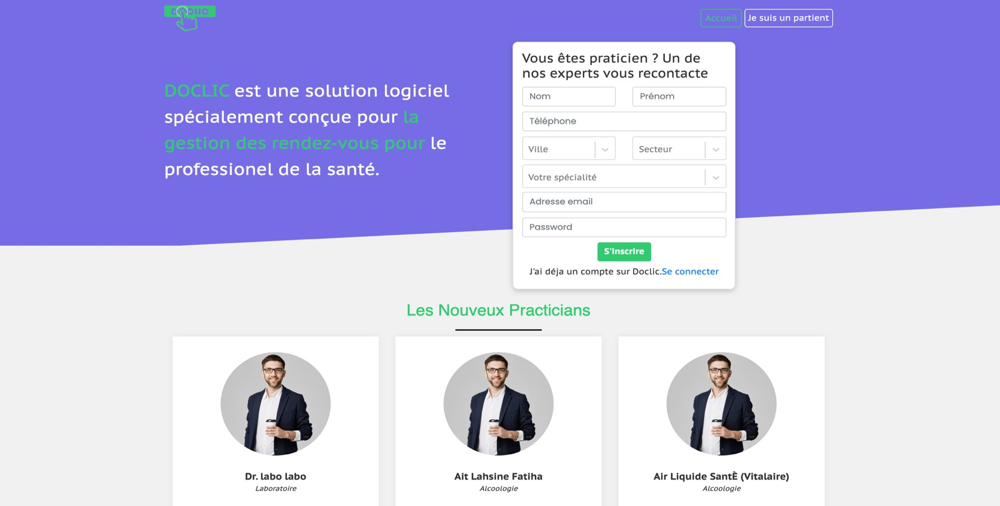 DOCLIC
Accueil
Je suis un partient
DOCLIC est une solution logiciel
spécialement conçue pour la
gestion des rendez-vous pour le
professionel de la santé.
Vous êtes praticien ? Un de
nos experts vous recontacte
Nom
Prénom
Téléphone
Ville
Secteur
Votre spécialité
Adresse email
Password
S'inscrire
J'ai déja un compte sur Doclic.Se connecter
Les Nouveux Practicians
Dr. labo labo
Laboratoire
Ait Lahsine Fatiha
Alcoologie
Air Liquide SantÈ (Vitalaire)
Alcoologie